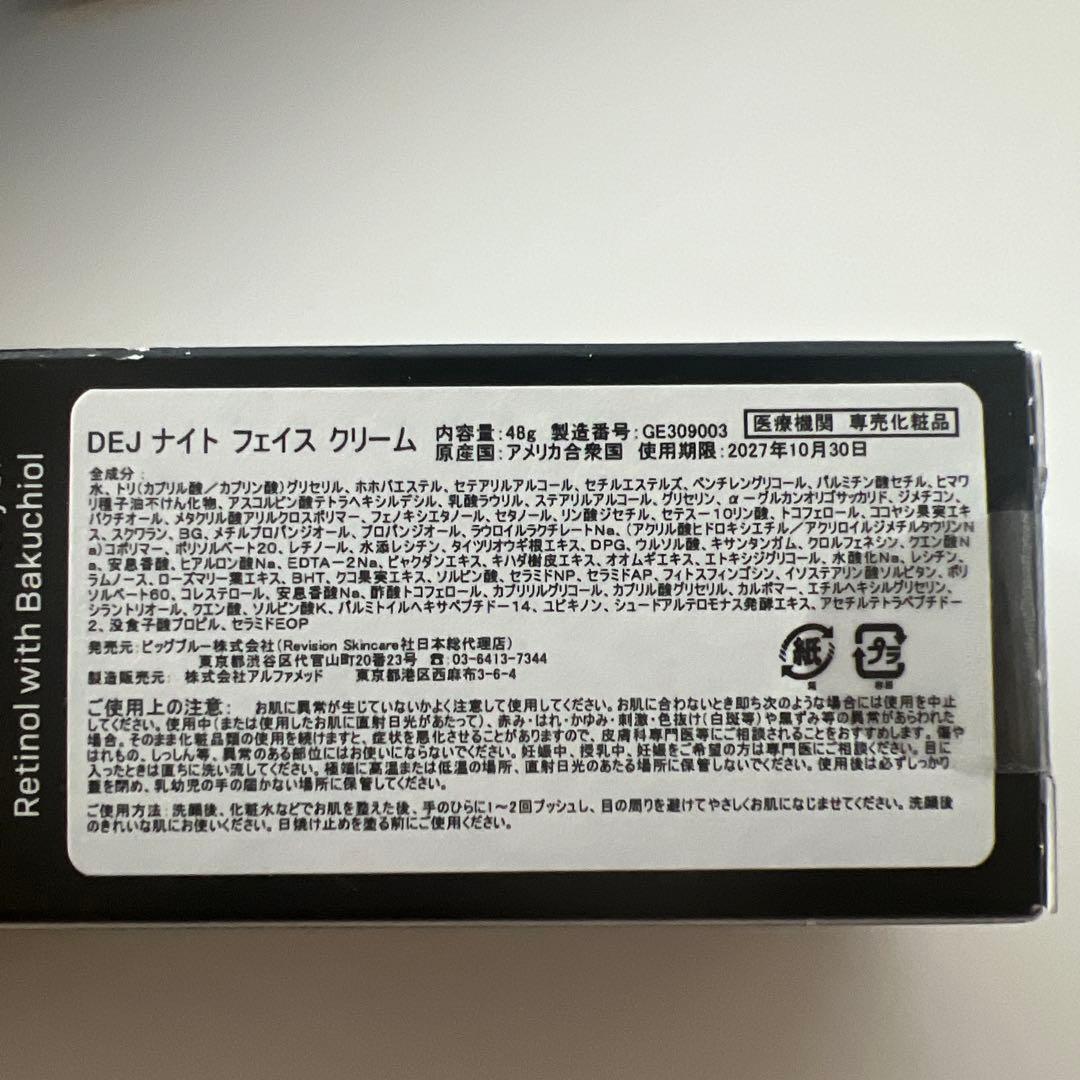 Retinol with Bakuchiol
DEJ ナイト フェイス クリーム
内容量:48g 製造番号:GE309003
医療機関 専売化粧品
原産国:アメリカ合衆国 使用期限:2027年10月30日
全成分:
水、トリ(カプリル酸/カプリン酸)グリセリル、ホホバエステル、セテアリルアルコール、セチルエステルズ、ペンチレングリコール、パルミチン酸セチル、ヒマワ
リ種子油不けん化物、アスコルビン酸テトラヘキシルデシル、乳酸ラウリル、ステアリルアルコール、グリセリン、α-グルカンオリゴサッカリド、ジメチコン、
バクチオール、メタクリル酸アリルクロスポリマー、フェノキシエタノール、セタノール、リン酸ジセチル、セテスー10リン酸、トコフェロール、ココヤシ果実エキ
ス、スクワラン、BG、メチルプロパンジオール、プロパンジオール、ラウロイルラクチレートNa、(アクリル酸ヒドロキシエチル/アクリロイルジメチルタウリンN
a)コポリマー、ポリソルベート20、レチノール、水添レシチン、タイツリオウギ根エキス、DPG、ウルソル酸、キサンタンガム、クロルフェネシン、クエン酸N
a、安息香酸、ヒアルロン酸Na、EDTA-2Na、ビャクダンエキス、キハダ樹皮エキス、オオムギエキス、エトキシジグリコール、水酸化Na、レシチン、
ラムノース、ローズマリー葉エキス、BHT、クコ果実エキス、ソルビン酸、セラミドNP、セラミドAP、フィトスフィンゴシン、イソステアリン酸ソルビタン、ポリ
ソルベート60、コレステロール、安息香酸Na、酢酸トコフェロール、カプリリルグリコール、カプリル酸グリセリル、カルボマー、エチルヘキシルグリセリン、
シラントリオール、クエン酸、ソルビン酸K、パルミトイルヘキサペプチドー14、ユビキノン、シュードアルテロモナス発酵エキス、アセチルテトラペプチドー
2、没食子酸プロピル、セラミドEOP
発売元:ビッグブルー株式会社(Revision Skincare社日本総代理店)
東京都渋谷区代官山町20番23号 ☎:03-6413-7344
製造販売元: 株式会社アルファメッド 東京都港区西麻布3-6-4
紙
プラ
ご使用上の注意: お肌に異常が生じていないかよく注意して使用してください。お肌に合わないとき即ち次のような場合には使用を中止
してください。使用中(または使用したお肌に直射日光があたって)、赤み・はれ・かゆみ・刺激・色抜け(白斑等)や黒ずみ等の異常があらわれた
場合。そのまま化粧品類の使用を続けますと、症状を悪化させることがありますので、皮膚科専門医等にご相談されることをおすすめします。傷や
はれもの、しっしん等、異常のある部位にはお使いにならないでください。妊娠中、授乳中、妊娠をご希望の方は専門医にご相談ください。目に
入ったときは直ちに洗い流してください。極端に高温または低温の場所、直射日光のあたる場所に保管しないでください。使用後は必ずしっかり
蓋を閉め、乳幼児の手の届かない場所に保管してください。
ご使用方法:洗顔後、化粧水などでお肌を整えた後、手のひらに1〜2回プッシュし、目の周りを避けてやさしくお肌になじませてください。洗顔後
のきれいな肌にお使いください。日焼け止めを塗る前にご使用ください。